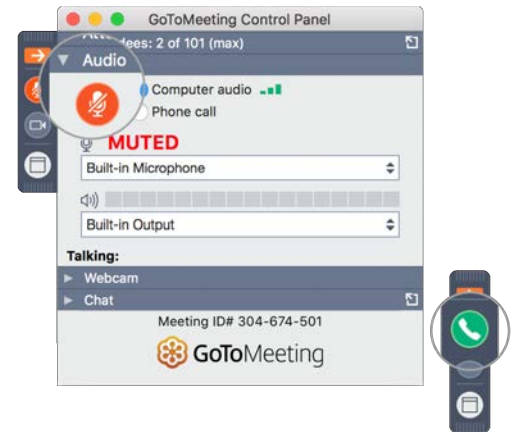 GoToMeeting Control Panel
Attendees: 2 of 101 (max)
Audio
Computer audio
Phone call
MUTED
Built-in Microphone
Built-in Output
Talking:
Webcam
Chat
Meeting ID# 304-674-501
GoToMeeting